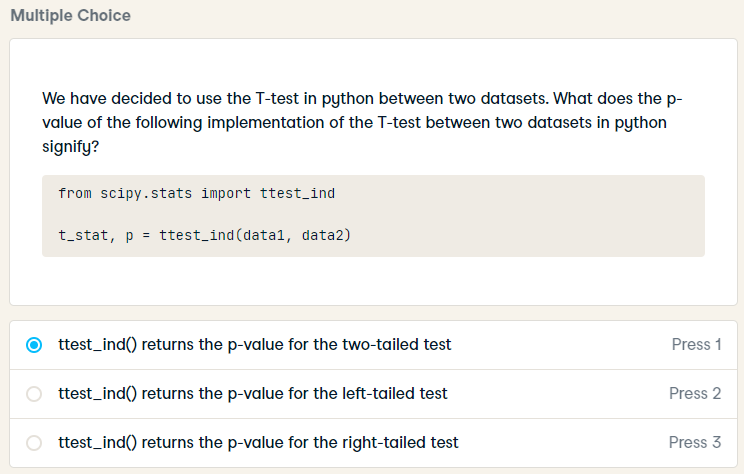 Multiple Choice
We have decided to use the T-test in python between two datasets. What does the p-
value of the following implementation of the T-test between two datasets in python
signify?
from scipy.stats import ttest_ind
t_stat, p = ttest_ind(data1, data2)
ttest_ind() returns the p-value for the two-tailed test Press 1
ttest_ind() returns the p-value for the left-tailed test Press 2
ttest_ind() returns the p-value for the right-tailed test Press 3